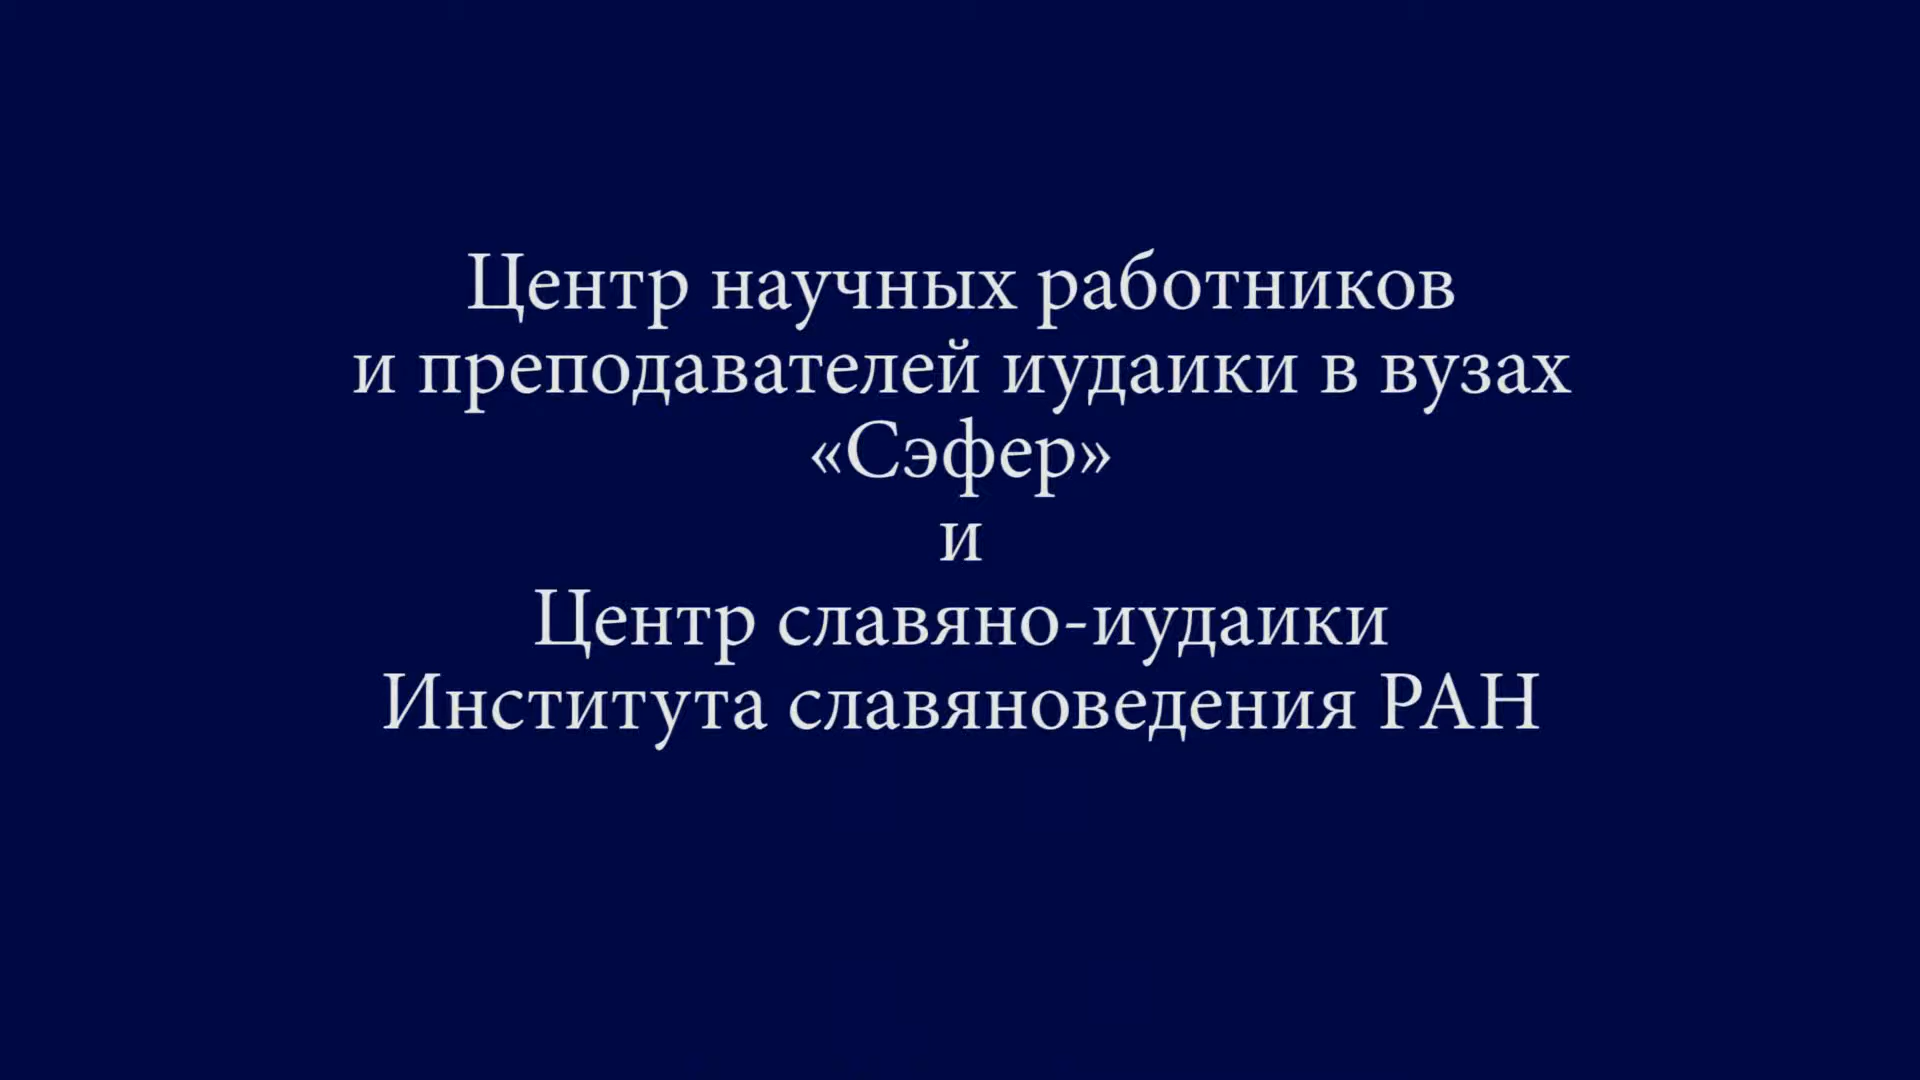 Центр научных работников
и преподавателей иудаики в вузах
«Сэфер»
и
Центр славяно-иудаики
Института славяноведения РАН